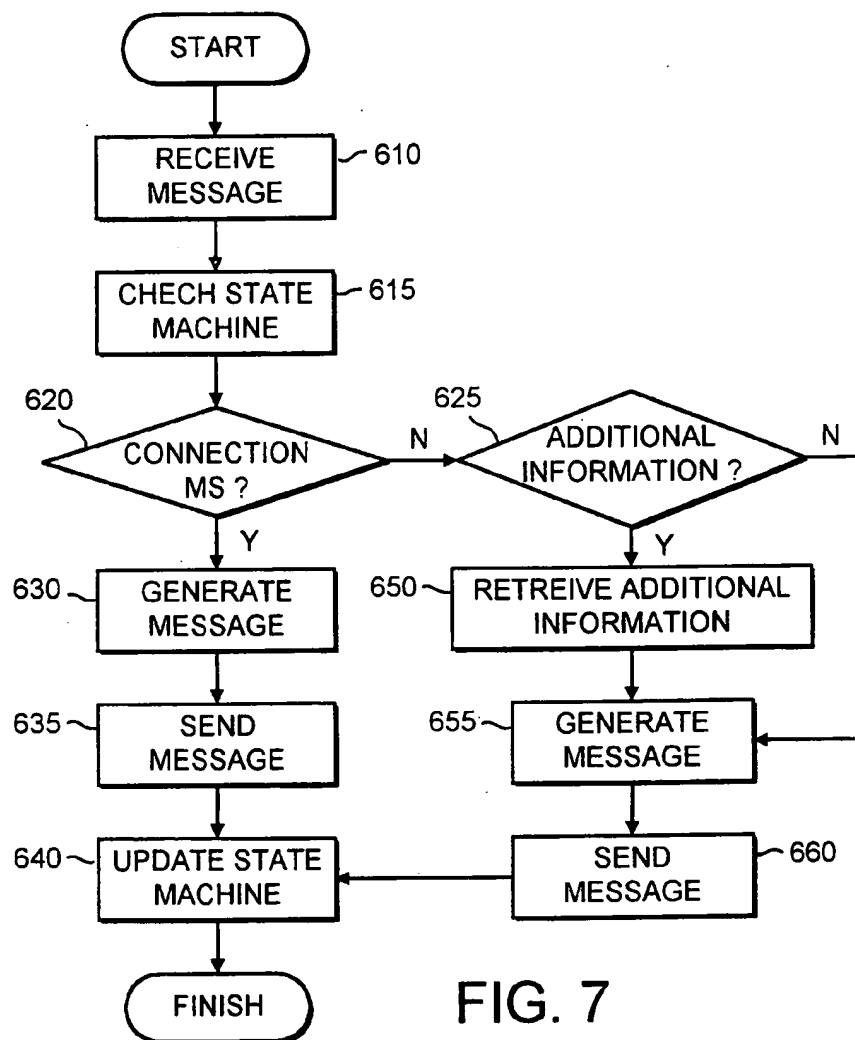 START
RECEIVE
MESSAGE
610
CHECH STATE
MACHINE
615
620
CONNECTION
MS ?
N
625
ADDITIONAL
INFORMATION ?
N
Y
Y
630
GENERATE
MESSAGE
650
RETREIVE ADDITIONAL
INFORMATION
635
SEND
MESSAGE
655
GENERATE
MESSAGE
640
UPDATE STATE
MACHINE
SEND
MESSAGE
660
FINISH
FIG. 7